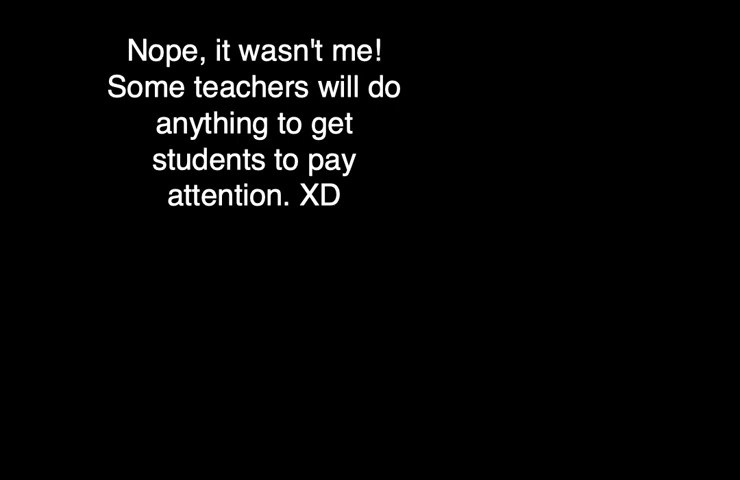 Nope, it wasn't me!
Some teachers will do
anything to get
students to pay
attention. XD